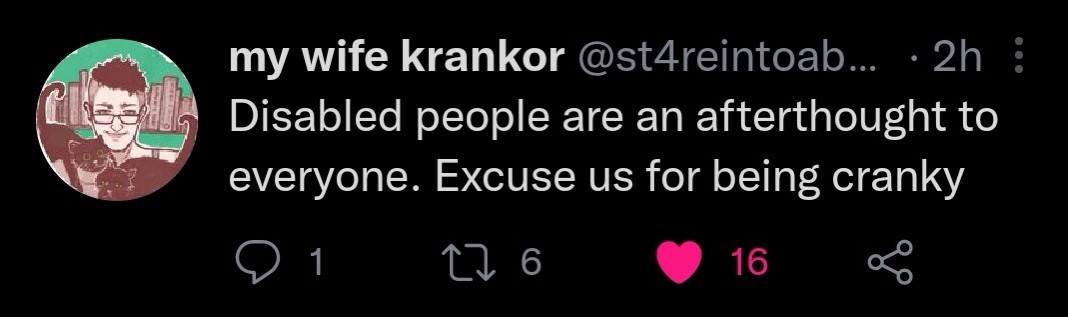 my wife krankor @st4reintoab... · 2h
Disabled people are an afterthought to
everyone. Excuse us for being cranky
1 6 16